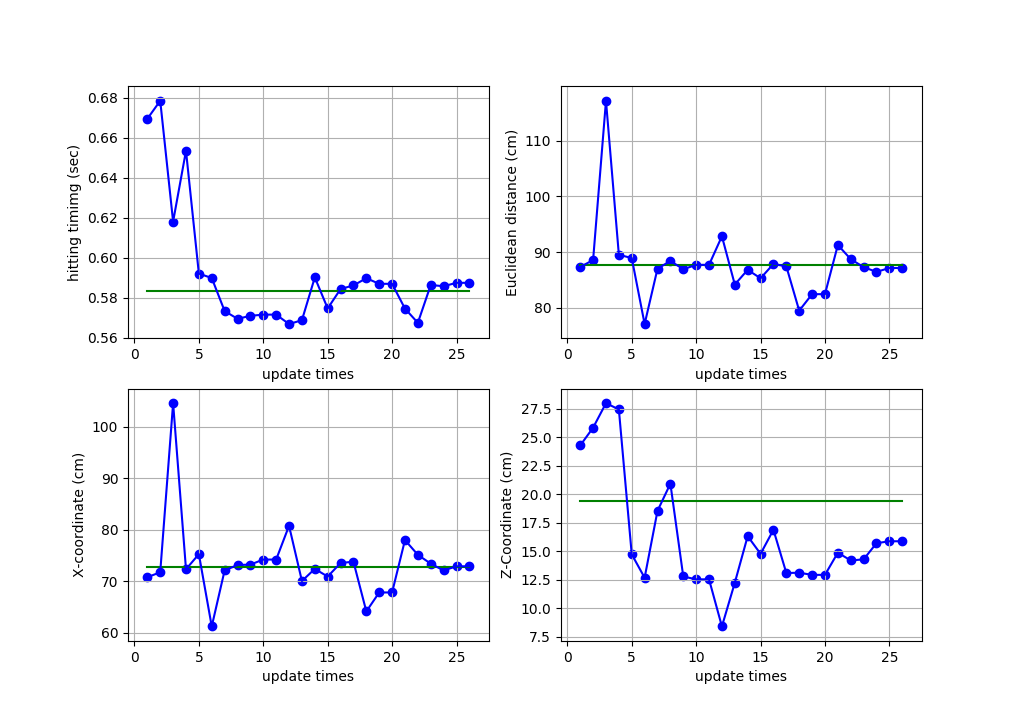 0.68
0.66
0.64
0.62
0.60
0.58
0.56
hitting timimg (sec)
0 5 10 15 20 25
update times
110
100
90
80
Euclidean distance (cm)
0 5 10 15 20 25
update times
100
90
80
70
60
X-coordinate (cm)
0 5 10 15 20 25
update times
27.5
25.0
22.5
20.0
17.5
15.0
12.5
10.0
7.5
Z-Coordinate (cm)
0 5 10 15 20 25
update times